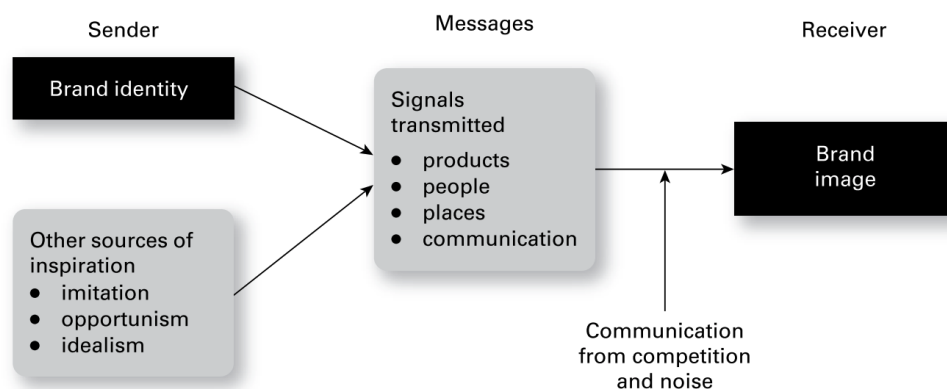 Sender
Messages
Receiver
Brand identity
Signals
transmitted
● products
● people
● places
● communication
Brand
image
Other sources of
inspiration
● imitation
● opportunism
● idealism
Communication
from competition
and noise